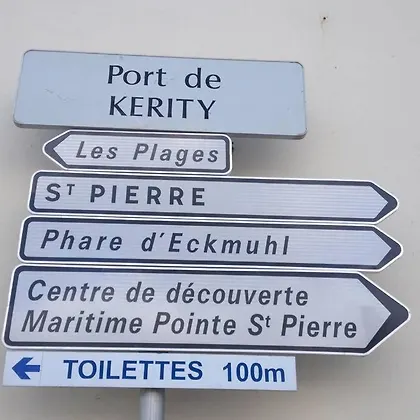 Port de
KERITY
Les Plages
ST PIERRE
Phare d'Eckmuhl
Centre de découverte
Maritime Pointe St Pierre
TOILETTES 100m